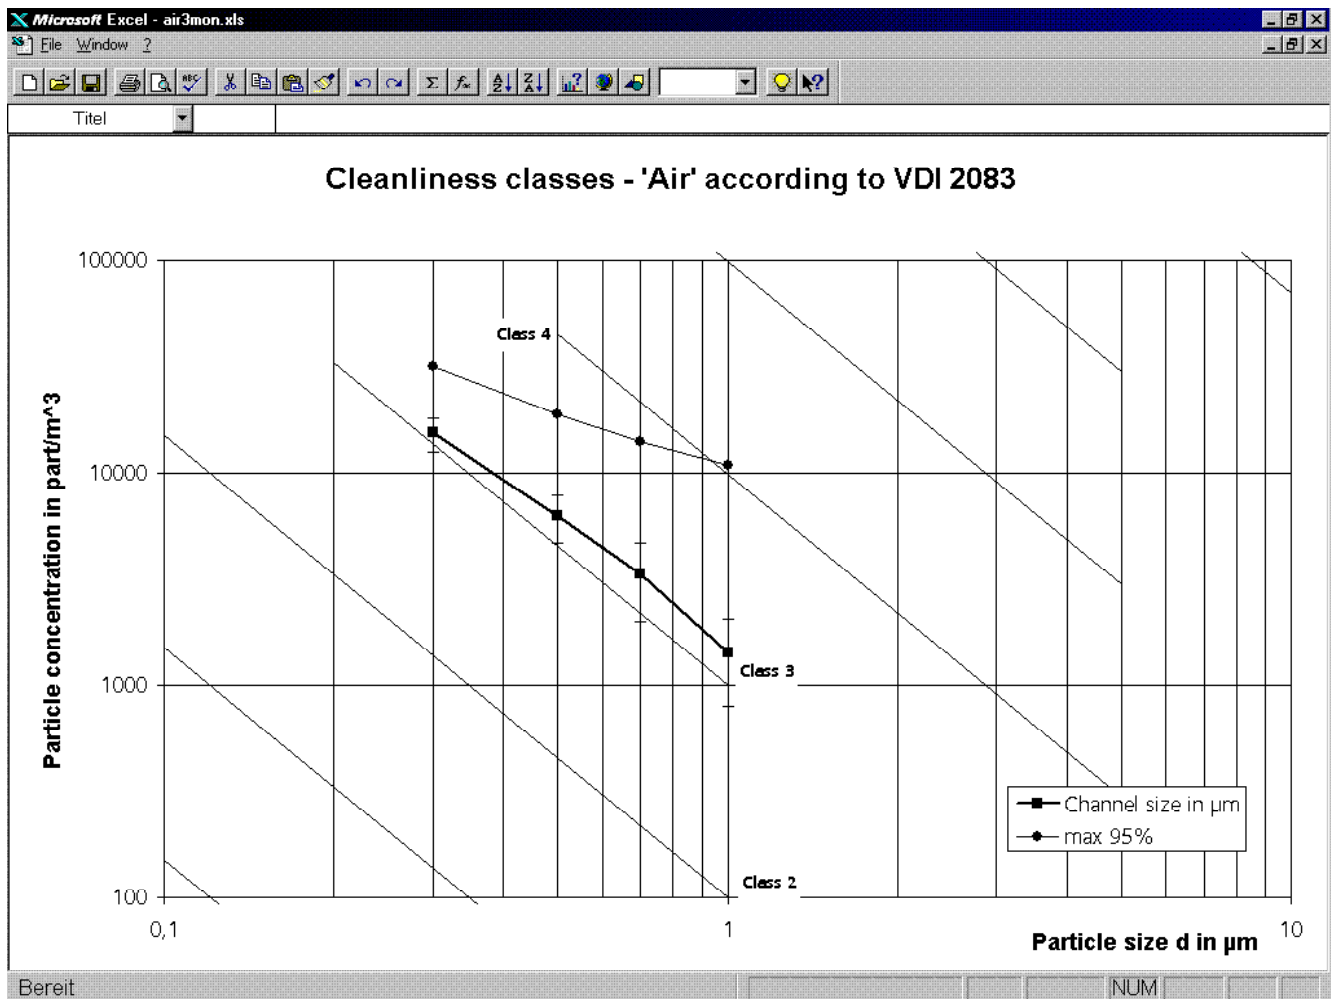 Microsoft Excel - air3mon.xls
File Window ?
Titel
Cleanliness classes - 'Air' according to VDI 2083
100000
10000
1000
100
Particle concentration in part/m^3
Class 4
Class 3
Class 2
Channel size in µm
max 95%
0,1
1
10
Particle size d in µm
Bereit
NUM